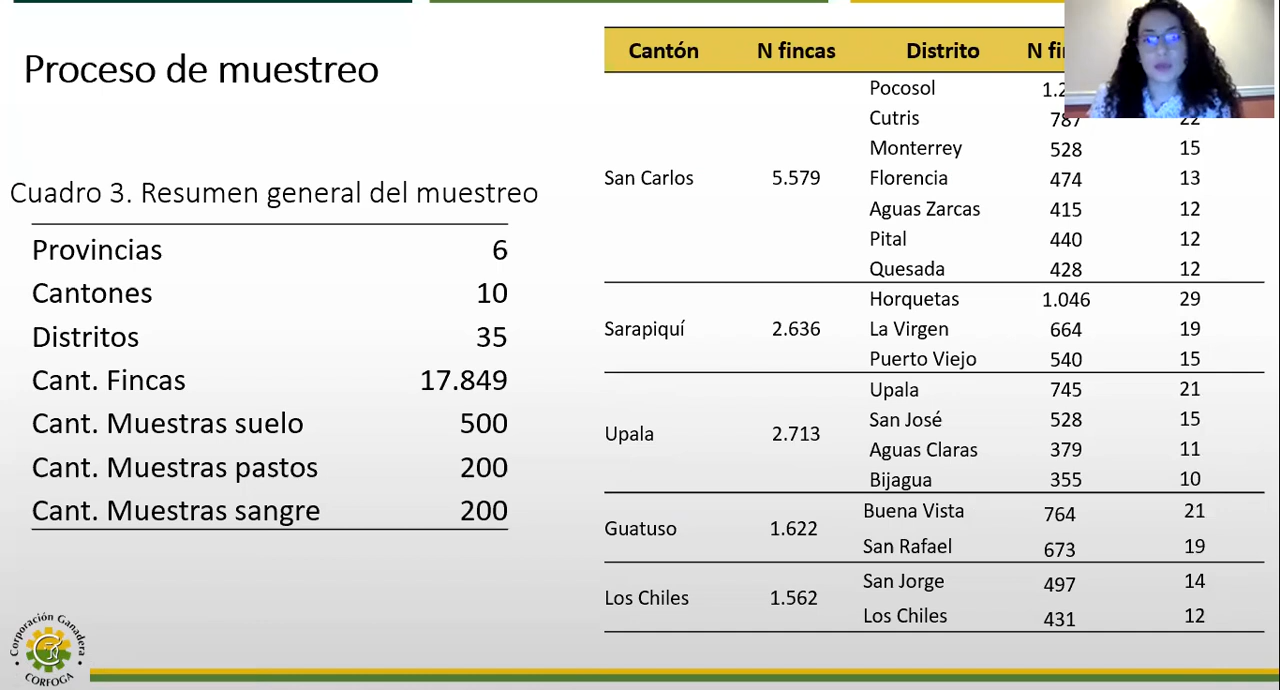 Proceso de muestreo
Cuadro 3. Resumen general del muestreo
Provincias 6
Cantones 10
Distritos 35
Cant. Fincas 17.849
Cant. Muestras suelo 500
Cant. Muestras pastos 200
Cant. Muestras sangre 200
Corporación Ganadera
CORFOGA
Cantón N fincas Distrito N
Pocosol
Cutris 787 22
Monterrey 528 15
San Carlos 5.579 Florencia 474 13
Aguas Zarcas 415 12
Pital 440 12
Quesada 428 12
Horquetas 1.046 29
Sarapiquí 2.636 La Virgen 664 19
Puerto Viejo 540 15
Upala 745 21
San José 528 15
Upala 2.713
Aguas Claras 379 11
Bijagua 355 10
Buena Vista 764 21
Guatuso 1.622
San Rafael 673 19
San Jorge 497 14
Los Chiles 1.562
Los Chiles 431 12